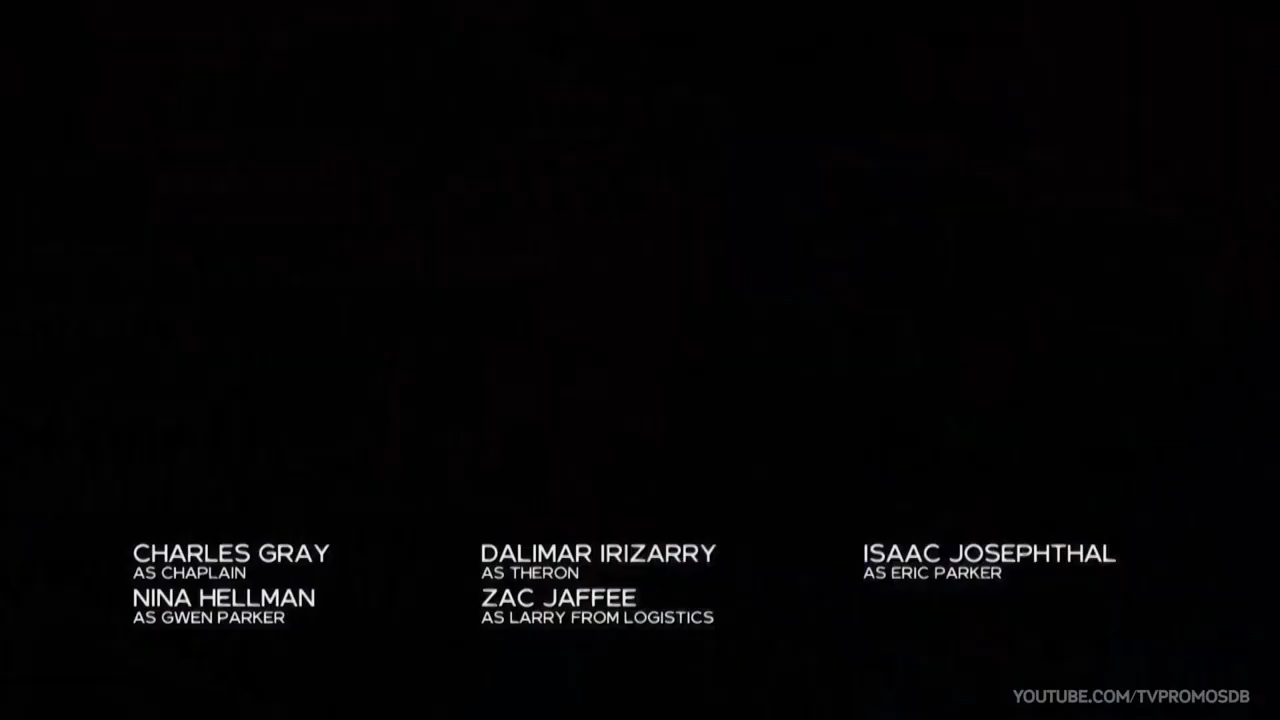 CHARLES GRAY
AS CHAPLAIN
NINA HELLMAN
AS GWEN PARKER
DALIMAR IRIZARRY
AS THERON
ZAC JAFFEE
AS LARRY FROM LOGISTICS
ISAAC JOSEPHTHAL
AS ERIC PARKER
YOUTUBE.COM/TVPROMOSDB